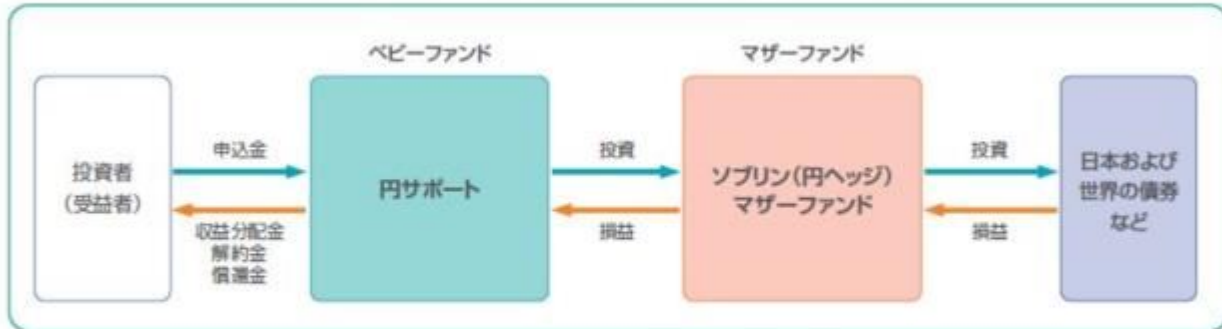 ベビーファンド
マザーファンド
投資者
（受益者）
申込金
収益分配金
解約金
償還金
円サポート
投資
損益
ソブリン（円ヘッジ）
マザーファンド
投資
損益
日本および
世界の債券
など